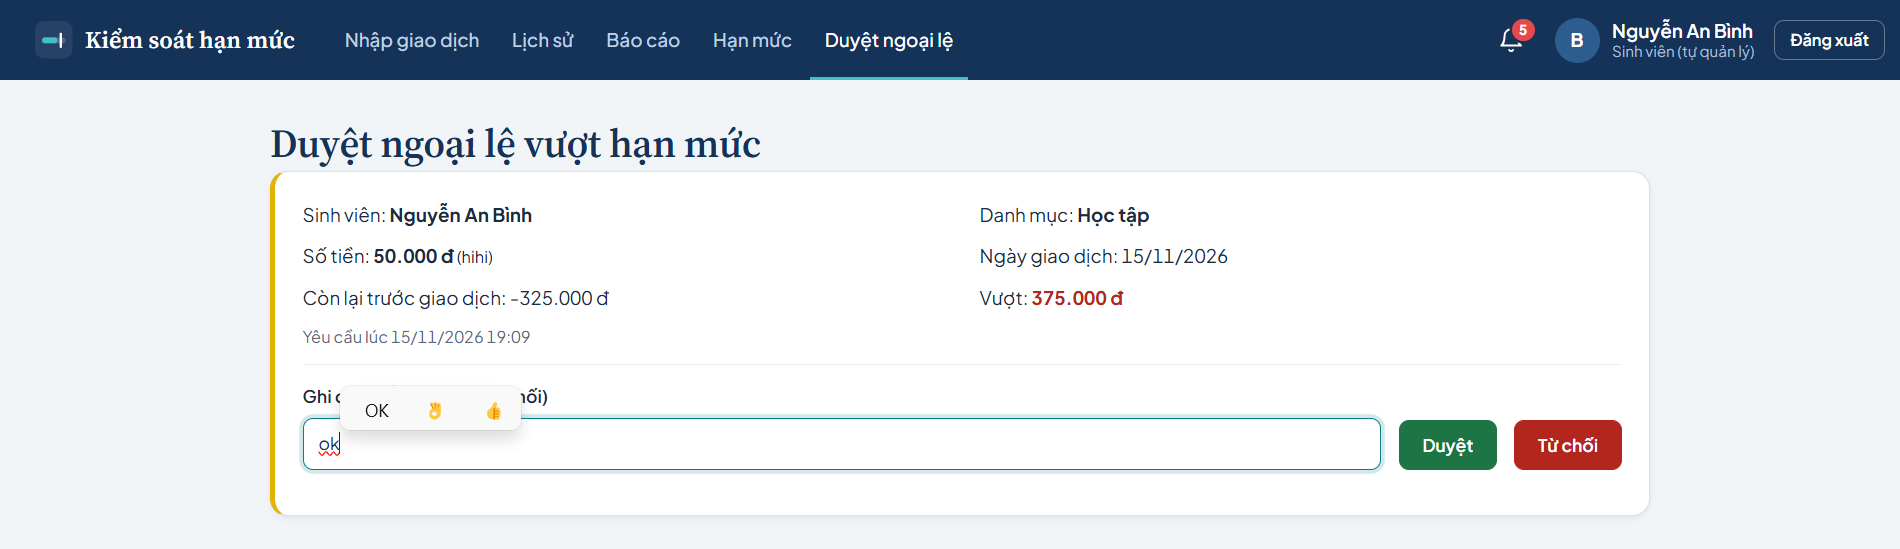 Kiểm soát hạn mức
Nhập giao dịch
Lịch sử
Báo cáo
Hạn mức
Duyệt ngoại lệ
5
B
Nguyễn An Bình
Sinh viên (tự quản lý)
Đăng xuất
Duyệt ngoại lệ vượt hạn mức
Sinh viên: Nguyễn An Bình
Danh mục: Học tập
Số tiền: 50.000 đ (hihi)
Ngày giao dịch: 15/11/2026
Còn lại trước giao dịch: -325.000 đ
Vượt: 375.000 đ
Yêu cầu lúc 15/11/2026 19:09
Ghi
OK 👌 👍
ok
Duyệt
Từ chối